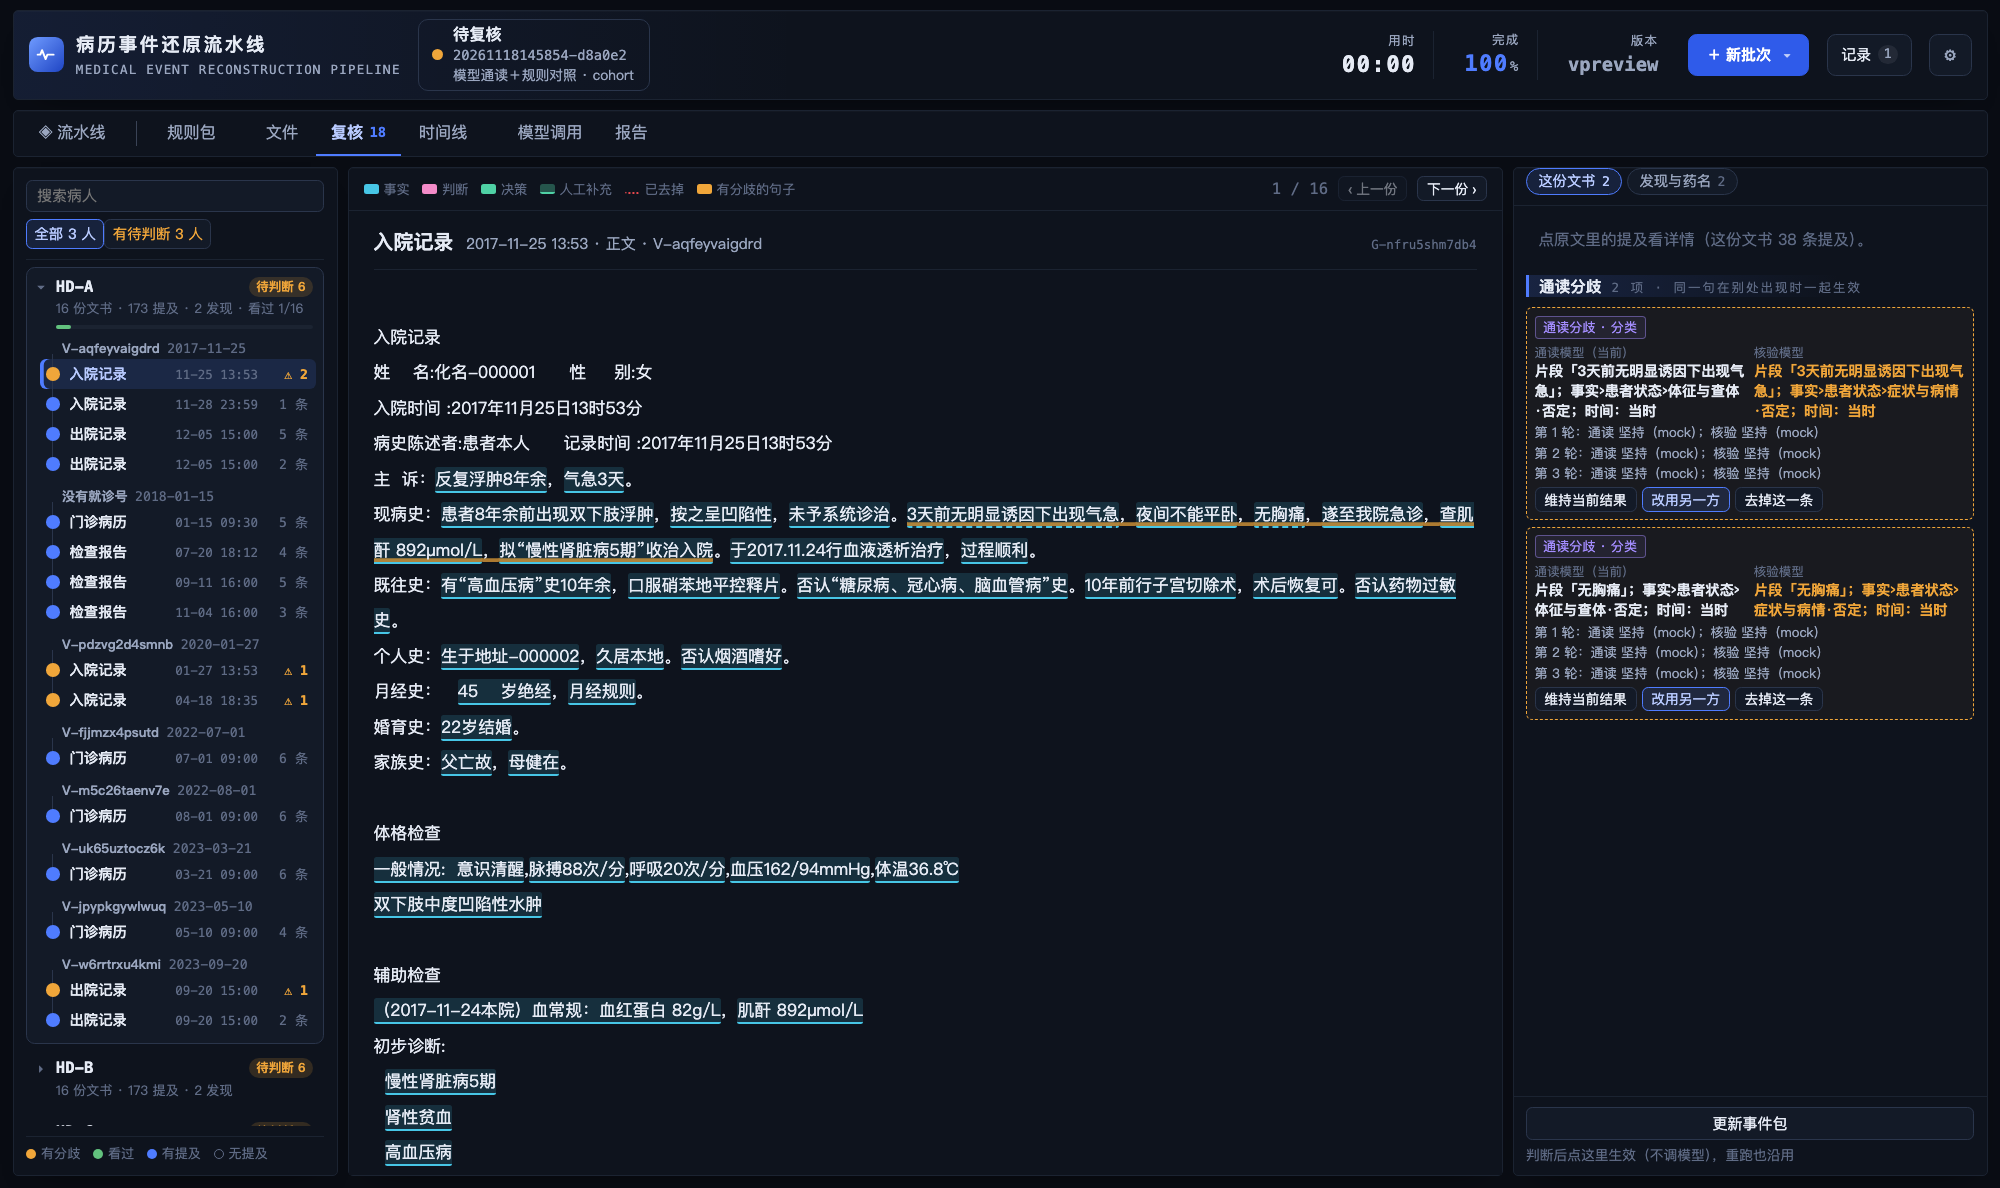 病历事件还原流水线
MEDICAL EVENT RECONSTRUCTION PIPELINE
待复核
20261118145854-d8a0e2
模型通读＋规则对照 · cohort
用时
00:00
完成
100%
版本
vpreview
+ 新批次
记录 1
◈ 流水线
规则包
文件
复核 18
时间线
模型调用
报告
搜索病人
全部 3 人
有待判断 3 人
HD-A 待判断 6
16 份文书 · 173 提及 · 2 发现 · 看过 1/16
V-aqfeyvaigdrd 2017-11-25
入院记录 11-25 13:53 ⚠ 2
入院记录 11-28 23:59 1 条
出院记录 12-05 15:00 5 条
出院记录 12-05 15:00 2 条
没有就诊号 2018-01-15
门诊病历 01-15 09:30 5 条
检查报告 07-20 18:12 4 条
检查报告 09-11 16:00 5 条
检查报告 11-04 16:00 3 条
V-pdzvg2d4smnb 2020-01-27
入院记录 01-27 13:53 ⚠ 1
入院记录 04-18 18:35 ⚠ 1
V-fjjmzx4psutd 2022-07-01
门诊病历 07-01 09:00 6 条
V-m5c26taenv7e 2022-08-01
门诊病历 08-01 09:00 6 条
V-uk65uztocz6k 2023-03-21
门诊病历 03-21 09:00 6 条
V-jpypkgywlwuq 2023-05-10
门诊病历 05-10 09:00 4 条
V-w6rrtrxu4kmi 2023-09-20
出院记录 09-20 15:00 ⚠ 1
出院记录 09-20 15:00 2 条
HD-B 待判断 6
16 份文书 · 173 提及 · 2 发现
有分歧 看过 有提及 无提及
事实 判断 决策 人工补充 已去掉 有分歧的句子
1 / 16 ‹ 上一份 下一份 ›
入院记录 2017-11-25 13:53 · 正文 · V-aqfeyvaigdrd G-nfru5shm7db4
入院记录
姓 名:化名-000001 性 别:女
入院时间 :2017年11月25日13时53分
病史陈述者:患者本人 记录时间 :2017年11月25日13时53分
主 诉：反复浮肿8年余，气急3天。
现病史：患者8年余前出现双下肢浮肿，按之呈凹陷性，未予系统诊治。3天前无明显诱因下出现气急，夜间不能平卧，无胸痛，遂至我院急诊，查肌
酐 892μmol/L，拟“慢性肾脏病5期”收治入院。于2017.11.24行血液透析治疗，过程顺利。
既往史：有“高血压病”史10年余，口服硝苯地平控释片。否认“糖尿病、冠心病、脑血管病”史。10年前行子宫切除术，术后恢复可。否认药物过敏
史。
个人史：生于地址-000002，久居本地。否认烟酒嗜好。
月经史： 45 岁绝经，月经规则。
婚育史：22岁结婚。
家族史：父亡故，母健在。
体格检查
一般情况：意识清醒,脉搏88次/分,呼吸20次/分,血压162/94mmHg,体温36.8℃
双下肢中度凹陷性水肿
辅助检查
（2017-11-24本院）血常规：血红蛋白 82g/L，肌酐 892μmol/L
初步诊断:
慢性肾脏病5期
肾性贫血
高血压病
这份文书 2
发现与药名 2
点原文里的提及看详情（这份文书 38 条提及）。
通读分歧 2 项 · 同一句在别处出现时一起生效
通读分歧 · 分类
通读模型（当前）
片段「3天前无明显诱因下出现气
急」；事实›患者状态›体征与查体
·否定；时间：当时
核验模型
片段「3天前无明显诱因下出现气
急」；事实›患者状态›症状与病情
·否定；时间：当时
第 1 轮：通读 坚持（mock）；核验 坚持（mock）
第 2 轮：通读 坚持（mock）；核验 坚持（mock）
第 3 轮：通读 坚持（mock）；核验 坚持（mock）
维持当前结果 改用另一方 去掉这一条
通读分歧 · 分类
通读模型（当前）
片段「无胸痛」；事实›患者状态›
体征与查体·否定；时间：当时
核验模型
片段「无胸痛」；事实›患者状态›
症状与病情·否定；时间：当时
第 1 轮：通读 坚持（mock）；核验 坚持（mock）
第 2 轮：通读 坚持（mock）；核验 坚持（mock）
第 3 轮：通读 坚持（mock）；核验 坚持（mock）
维持当前结果 改用另一方 去掉这一条
更新事件包
判断后点这里生效（不调模型），重跑也沿用